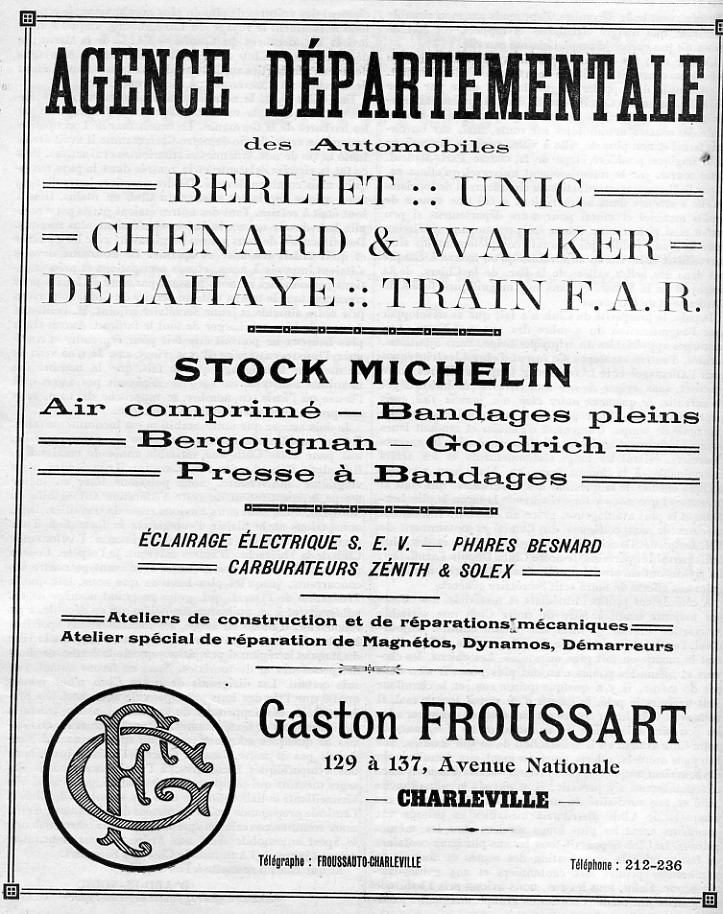 AGENCE DÉPARTEMENTALE
des Automobiles
BERLIET :: UNIC
CHENARD & WALKER
DELAHAYE :: TRAIN F.A.R.
STOCK MICHELIN
Air comprimé — Bandages pleins
Bergougnan — Goodrich
Presse à Bandages
ÉCLAIRAGE ÉLECTRIQUE S. E. V. — PHARES BESNARD
CARBURATEURS ZÉNITH & SOLEX
Ateliers de construction et de réparations mécaniques
Atelier spécial de réparation de Magnétos, Dynamos, Démarreurs
GF
Gaston FROUSSART
129 à 137, Avenue Nationale
— CHARLEVILLE —
Télégraphe : FROUSSAUTO-CHARLEVILLE
Téléphone : 212-236